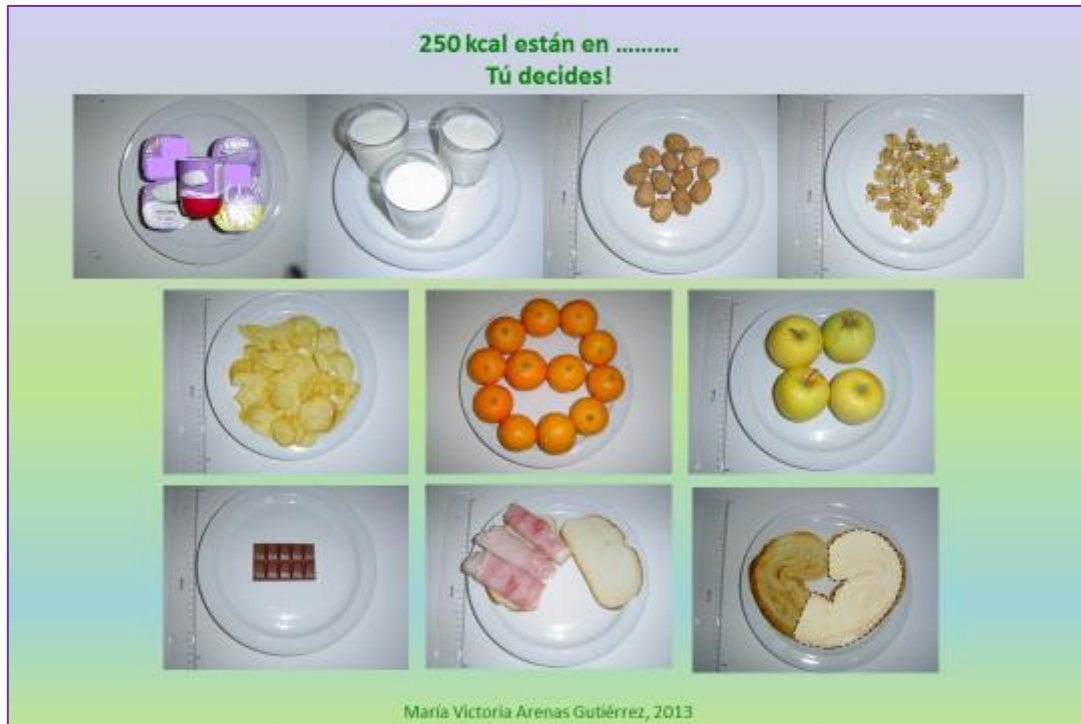 250 kcal están en ..........
Tú decides!
María Victoria Arenas Gutiérrez, 2013